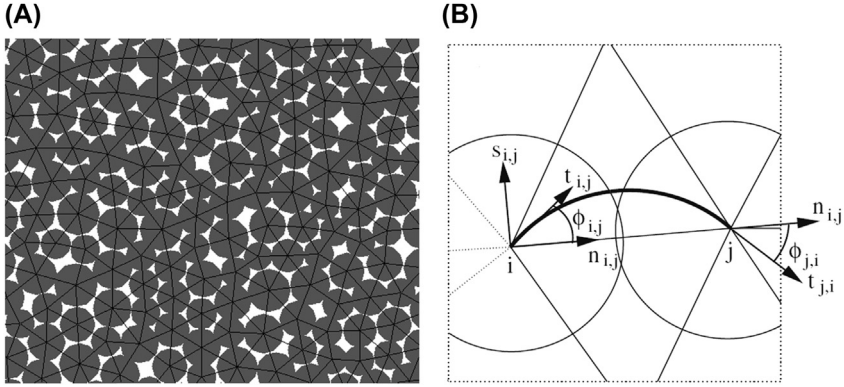 (A) (B)
s i,j
t i,j
ϕ i,j
n i,j
i
n i,j
j
ϕ j,i
t j,i